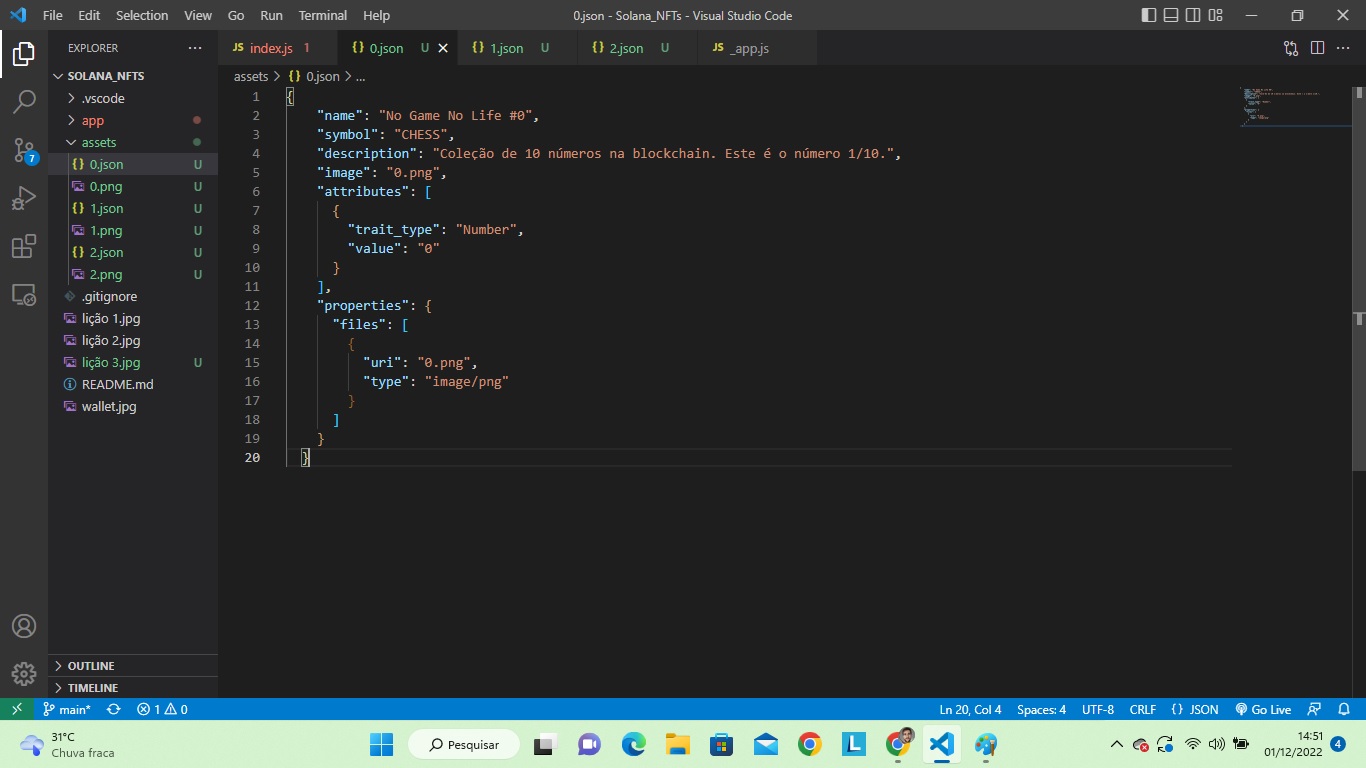 File Edit Selection View Go Run Terminal Help 0.json - Solana_NFTs - Visual Studio Code
EXPLORER
SOLANA_NFTS
.vscode
app
assets
{} 0.json U
0.png U
{} 1.json U
1.png U
{} 2.json U
2.png U
.gitignore
lição 1.jpg
lição 2.jpg
lição 3.jpg U
README.md
wallet.jpg
OUTLINE
TIMELINE
7
JS index.js 1 {} 0.json U {} 1.json U {} 2.json U JS _app.js
assets > {} 0.json > ...
1 {
2 "name": "No Game No Life #0",
3 "symbol": "CHESS",
4 "description": "Coleção de 10 números na blockchain. Este é o número 1/10.",
5 "image": "0.png",
6 "attributes": [
7 {
8 "trait_type": "Number",
9 "value": "0"
10 }
11 ],
12 "properties": {
13 "files": [
14 {
15 "uri": "0.png",
16 "type": "image/png"
17 }
18 ]
19 }
20 }
main* 1 0 Ln 20, Col 4 Spaces: 4 UTF-8 CRLF {} JSON Go Live
31°C
Chuva fraca
Pesquisar
L
14:51
01/12/2022
4